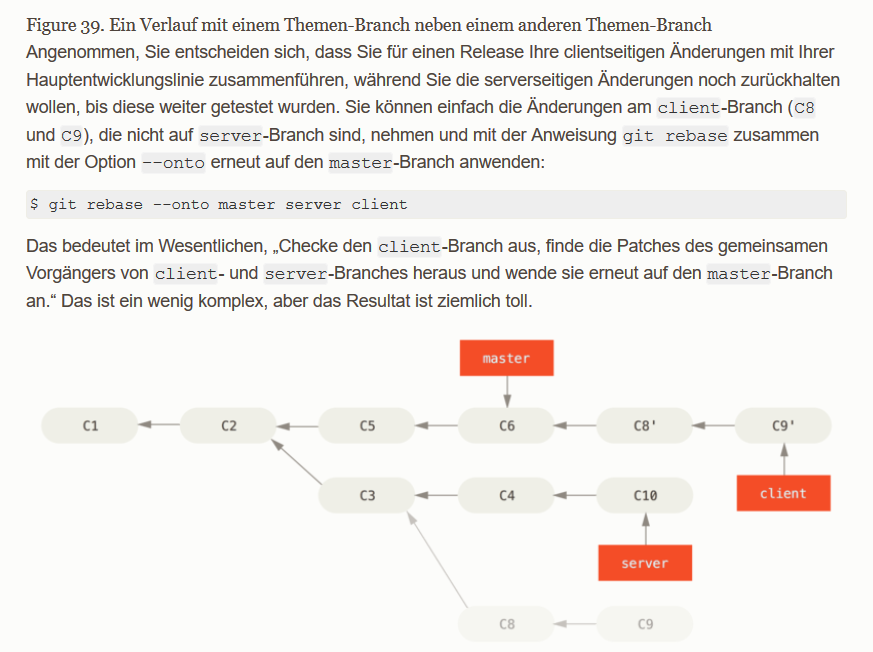 Figure 39. Ein Verlauf mit einem Themen-Branch neben einem anderen Themen-Branch
Angenommen, Sie entscheiden sich, dass Sie für einen Release Ihre clientseitigen Änderungen mit Ihrer
Hauptentwicklungslinie zusammenführen, während Sie die serverseitigen Änderungen noch zurückhalten
wollen, bis diese weiter getestet wurden. Sie können einfach die Änderungen am client-Branch (C8
und C9), die nicht auf server-Branch sind, nehmen und mit der Anweisung git rebase zusammen
mit der Option --onto erneut auf den master-Branch anwenden:
$ git rebase --onto master server client
Das bedeutet im Wesentlichen, „Checke den client-Branch aus, finde die Patches des gemeinsamen
Vorgängers von client- und server-Branches heraus und wende sie erneut auf den master-Branch
an.“ Das ist ein wenig komplex, aber das Resultat ist ziemlich toll.
master
C1 C2 C5 C6 C8' C9'
C3 C4 C10 client
server
C8 C9